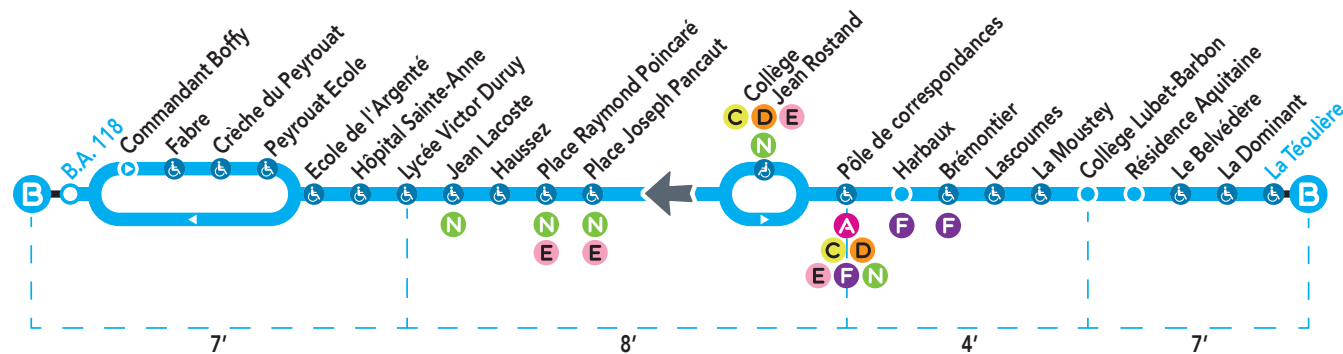 B
B.A. 118
Commandant Boffy
Fabre
Crèche du Peyrouat
Peyrouat Ecole
Ecole de l'Argenté
Hôpital Sainte-Anne
Lycée Victor Duruy
Jean Lacoste
N
Haussez
Place Raymond Poincaré
N
E
Place Joseph Pancaut
N
E
Collège
Jean Rostand
C D E
N
Pôle de correspondances
A
C D
E F N
Harbaux
F
Brémontier
F
Lascoumes
La Moustey
Collège Lubet-Barbon
Résidence Aquitaine
Le Belvédère
La Dominant
La Téoulère
B
7'
8'
4'
7'